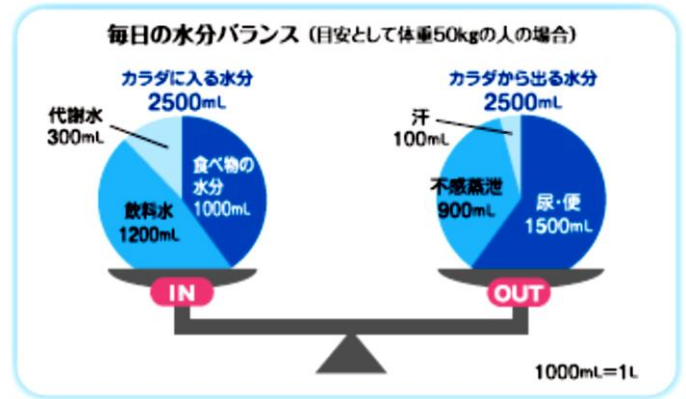 毎日の水分バランス (目安として体重50kgの人の場合)
カラダに入る水分
2500mL
代謝水
300mL
食べ物の
水分
1000mL
飲料水
1200mL
IN
カラダから出る水分
2500mL
汗
100mL
不感蒸泄
900mL
尿・便
1500mL
OUT
1000mL=1L